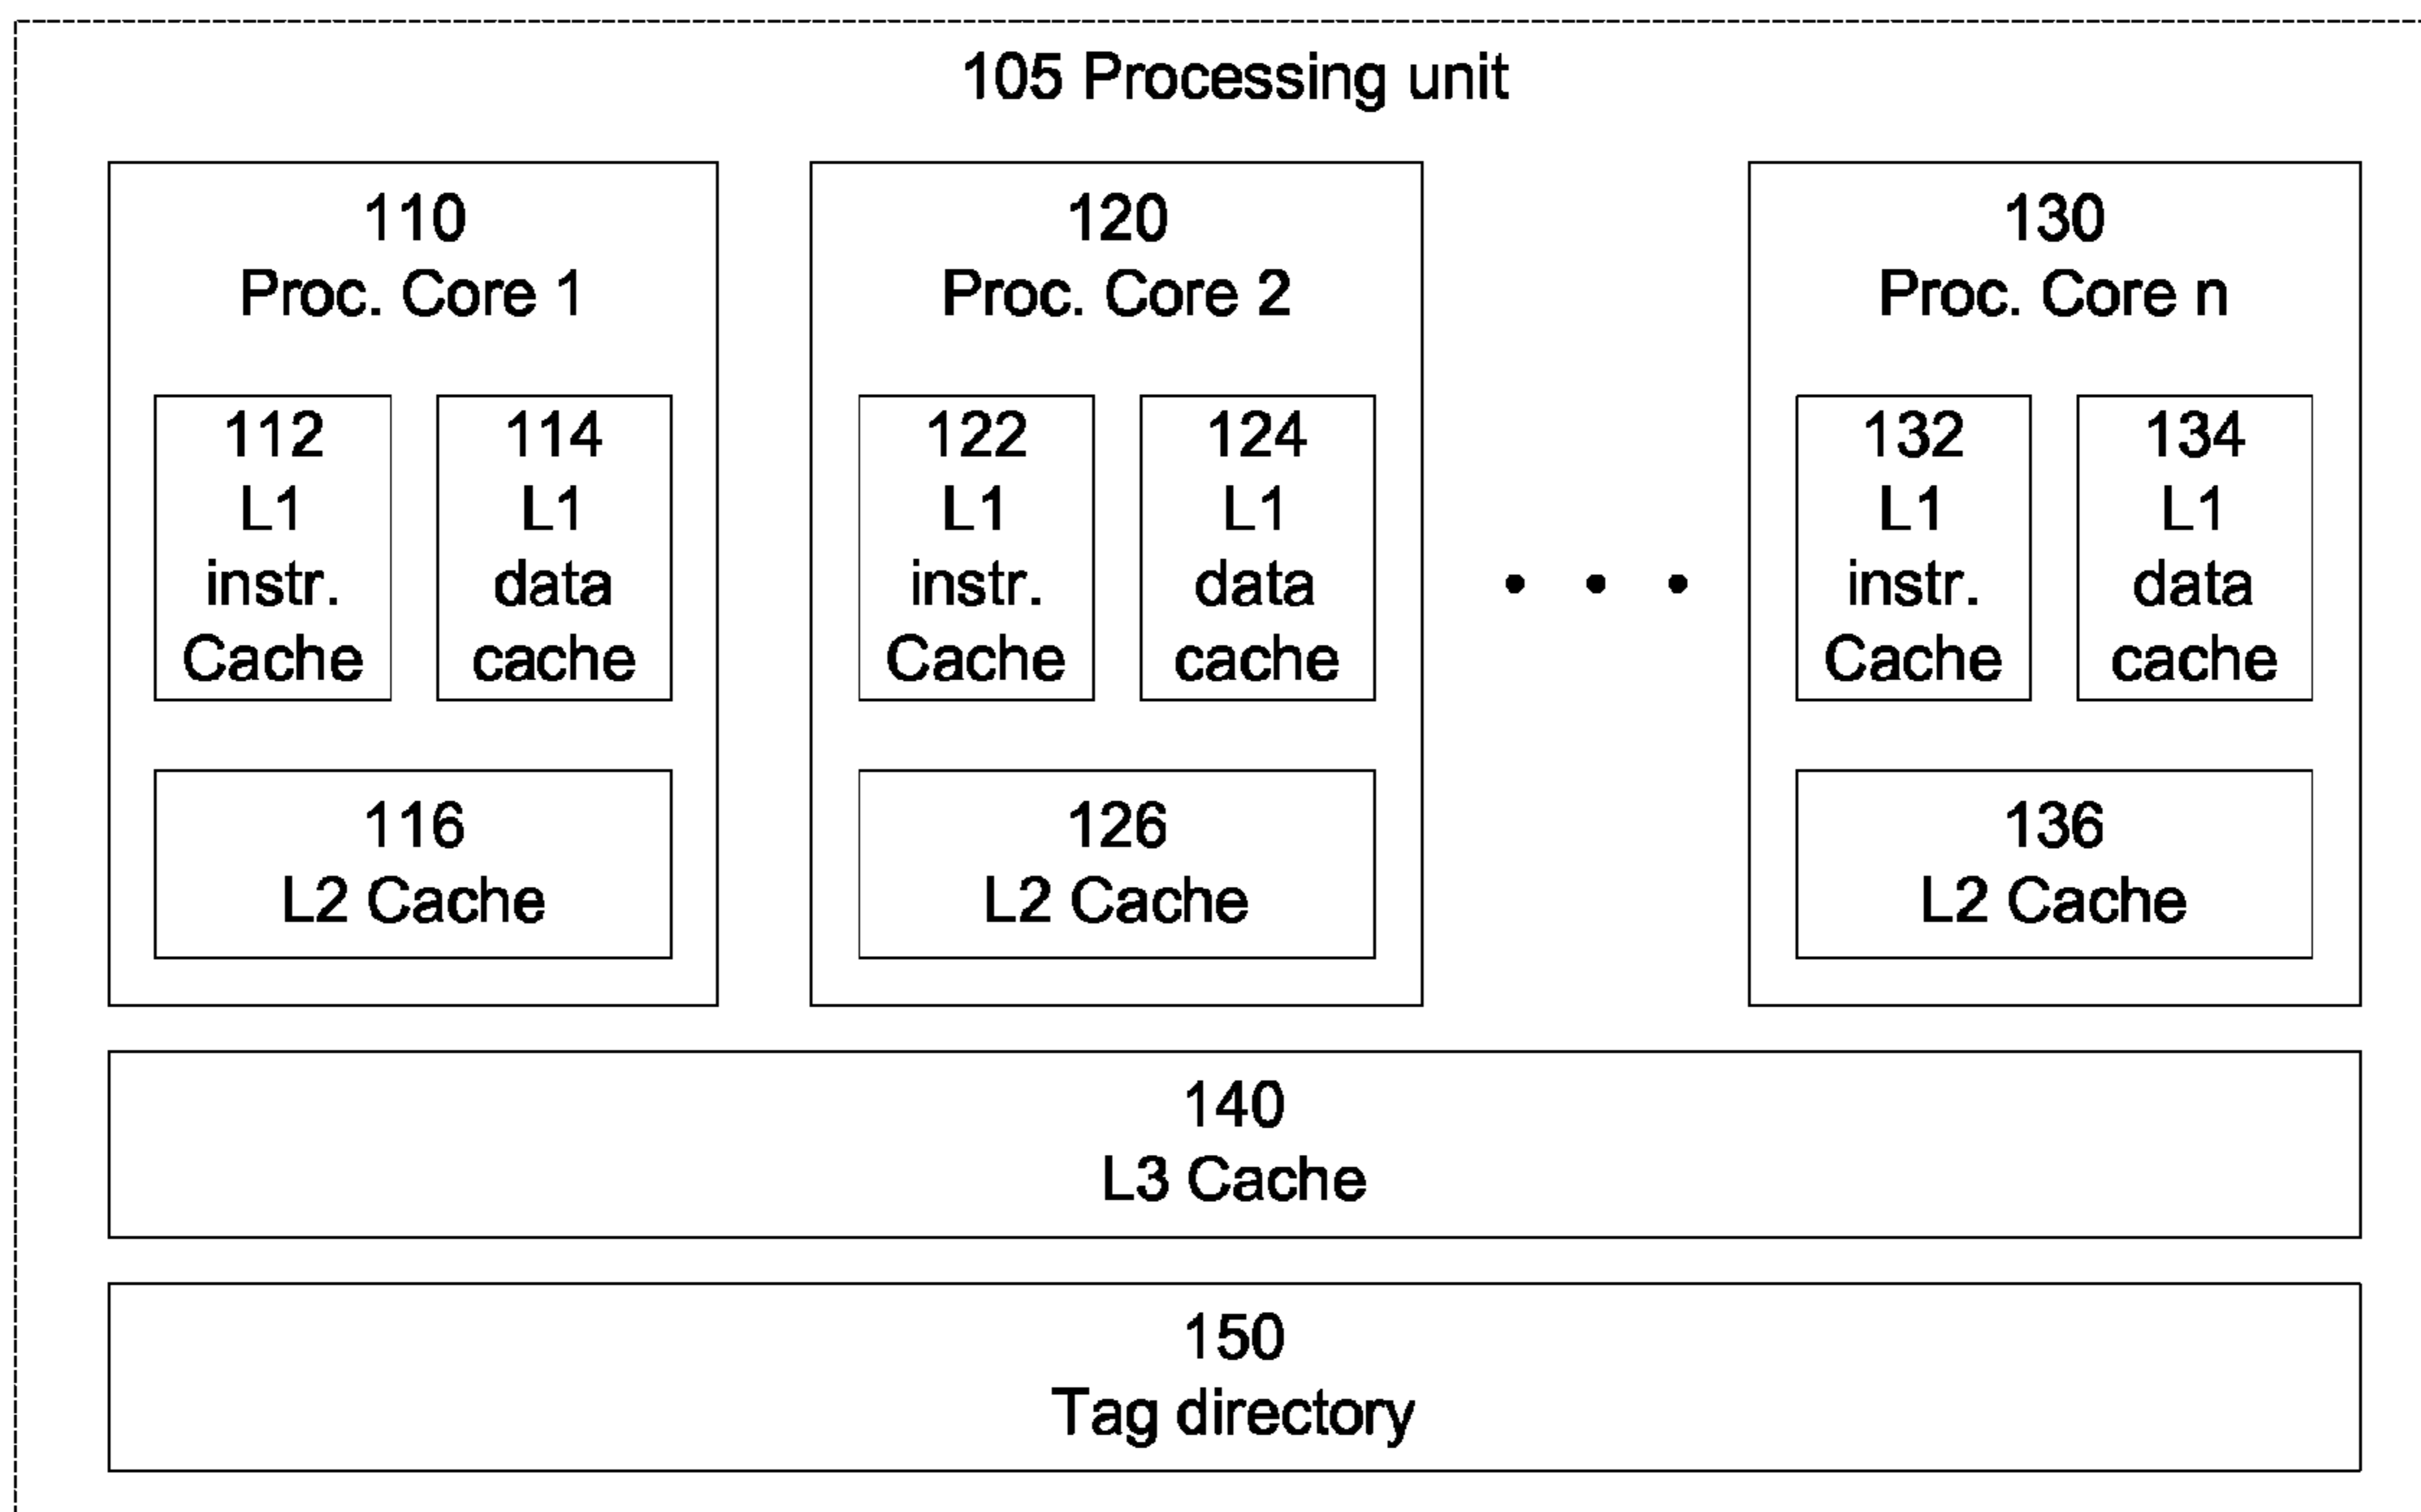 105 Processing unit
110
Proc. Core 1
112
L1
instr.
Cache
114
L1
data
cache
116
L2 Cache
120
Proc. Core 2
122
L1
instr.
Cache
124
L1
data
cache
126
L2 Cache
• • •
130
Proc. Core n
132
L1
instr.
Cache
134
L1
data
cache
136
L2 Cache
140
L3 Cache
150
Tag directory